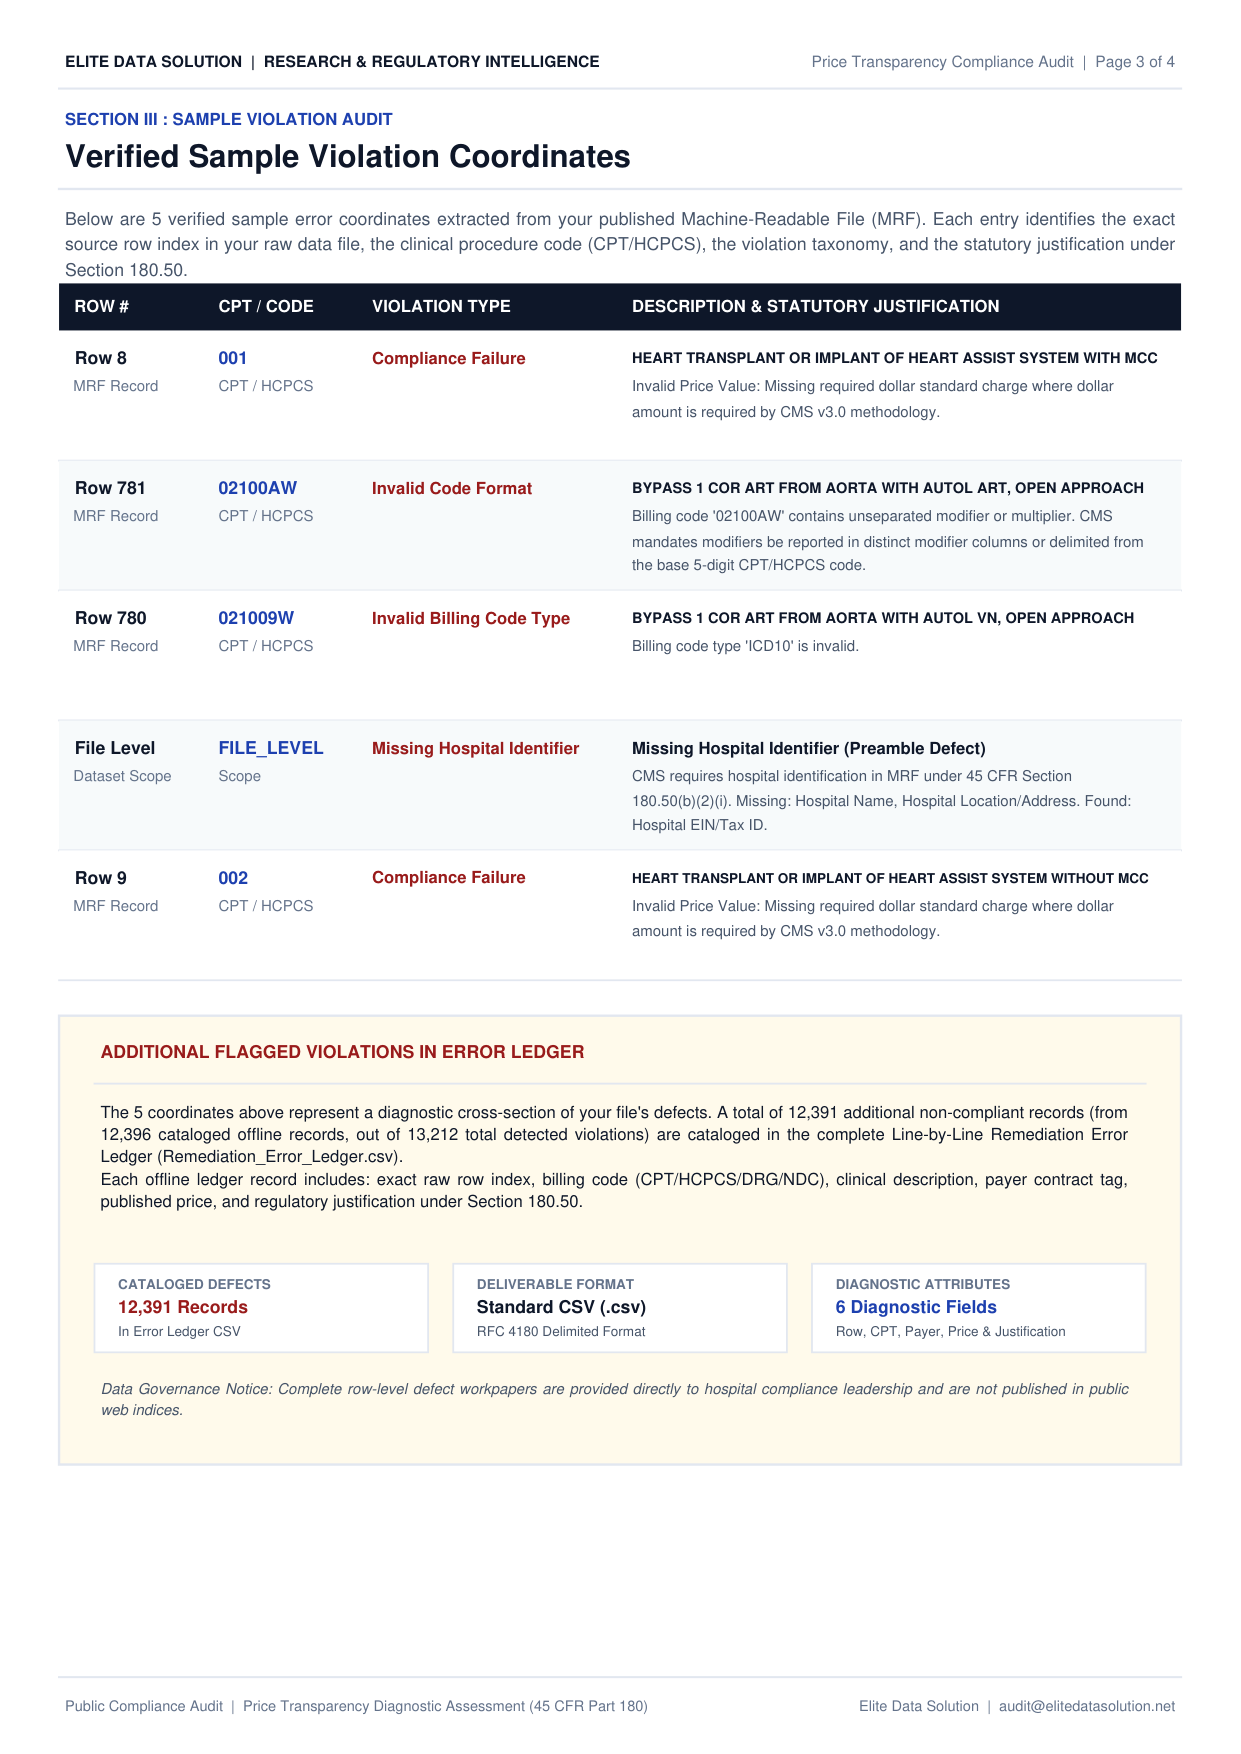 ELITE DATA SOLUTION | RESEARCH & REGULATORY INTELLIGENCE
Price Transparency Compliance Audit | Page 3 of 4
SECTION III : SAMPLE VIOLATION AUDIT
Verified Sample Violation Coordinates
Below are 5 verified sample error coordinates extracted from your published Machine-Readable File (MRF). Each entry identifies the exact
source row index in your raw data file, the clinical procedure code (CPT/HCPCS), the violation taxonomy, and the statutory justification under
Section 180.50.
ROW # CPT / CODE VIOLATION TYPE DESCRIPTION & STATUTORY JUSTIFICATION
Row 8 001 Compliance Failure HEART TRANSPLANT OR IMPLANT OF HEART ASSIST SYSTEM WITH MCC
MRF Record CPT / HCPCS Invalid Price Value: Missing required dollar standard charge where dollar
amount is required by CMS v3.0 methodology.
Row 781 02100AW Invalid Code Format BYPASS 1 COR ART FROM AORTA WITH AUTOL ART, OPEN APPROACH
MRF Record CPT / HCPCS Billing code '02100AW' contains unseparated modifier or multiplier. CMS
mandates modifiers be reported in distinct modifier columns or delimited from
the base 5-digit CPT/HCPCS code.
Row 780 021009W Invalid Billing Code Type BYPASS 1 COR ART FROM AORTA WITH AUTOL VN, OPEN APPROACH
MRF Record CPT / HCPCS Billing code type 'ICD10' is invalid.
File Level FILE_LEVEL Missing Hospital Identifier Missing Hospital Identifier (Preamble Defect)
Dataset Scope Scope CMS requires hospital identification in MRF under 45 CFR Section
180.50(b)(2)(i). Missing: Hospital Name, Hospital Location/Address. Found:
Hospital EIN/Tax ID.
Row 9 002 Compliance Failure HEART TRANSPLANT OR IMPLANT OF HEART ASSIST SYSTEM WITHOUT MCC
MRF Record CPT / HCPCS Invalid Price Value: Missing required dollar standard charge where dollar
amount is required by CMS v3.0 methodology.
ADDITIONAL FLAGGED VIOLATIONS IN ERROR LEDGER
The 5 coordinates above represent a diagnostic cross-section of your file's defects. A total of 12,391 additional non-compliant records (from
12,396 cataloged offline records, out of 13,212 total detected violations) are cataloged in the complete Line-by-Line Remediation Error
Ledger (Remediation_Error_Ledger.csv).
Each offline ledger record includes: exact raw row index, billing code (CPT/HCPCS/DRG/NDC), clinical description, payer contract tag,
published price, and regulatory justification under Section 180.50.
CATALOGED DEFECTS
12,391 Records
In Error Ledger CSV
DELIVERABLE FORMAT
Standard CSV (.csv)
RFC 4180 Delimited Format
DIAGNOSTIC ATTRIBUTES
6 Diagnostic Fields
Row, CPT, Payer, Price & Justification
Data Governance Notice: Complete row-level defect workpapers are provided directly to hospital compliance leadership and are not published in public
web indices.
Public Compliance Audit | Price Transparency Diagnostic Assessment (45 CFR Part 180)
Elite Data Solution | audit@elitedatasolution.net